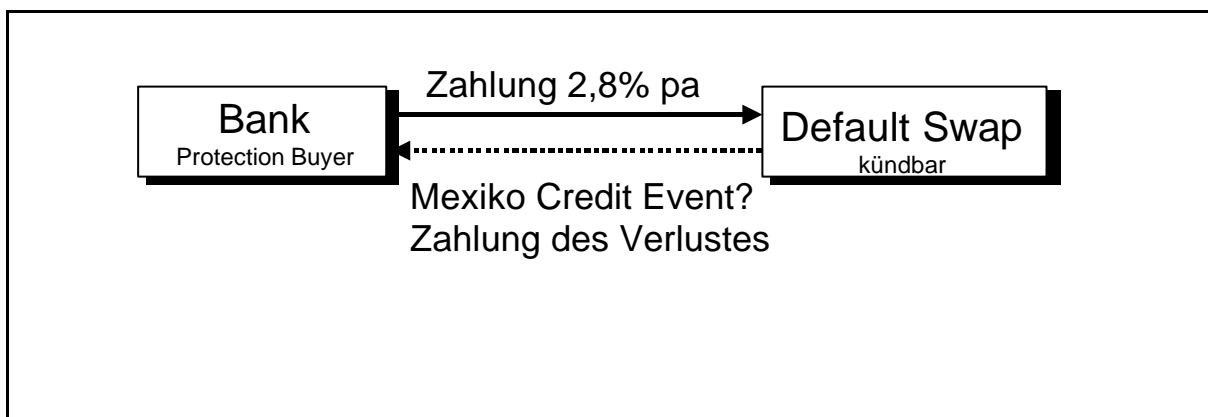 Zahlung 2,8% pa
Bank
Protection Buyer
Default Swap
kündbar
Mexiko Credit Event?
Zahlung des Verlustes